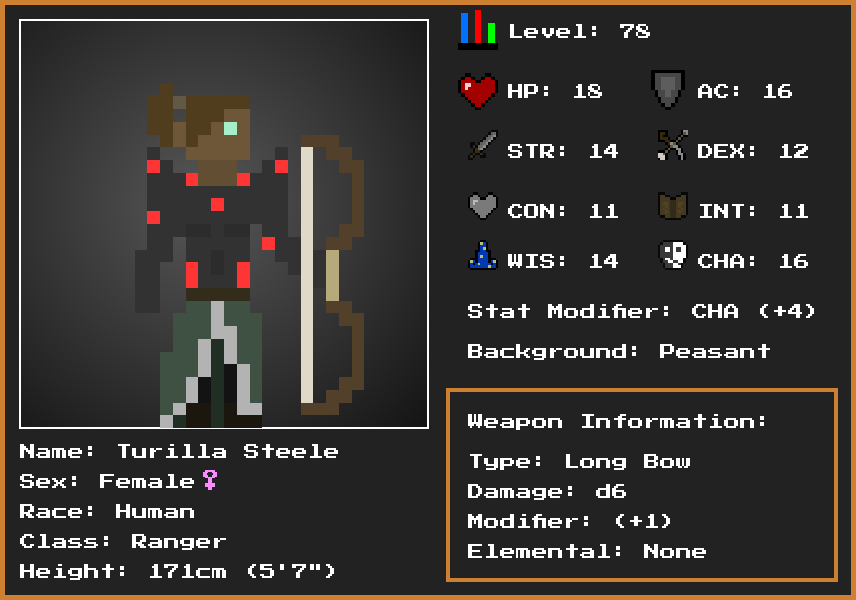 Level: 78
HP: 18 AC: 16
STR: 14 DEX: 12
CON: 11 INT: 11
WIS: 14 CHA: 16
Stat Modifier: CHA (+4)
Background: Peasant
Weapon Information:
Type: Long Bow
Damage: d6
Modifier: (+1)
Elemental: None
Name: Turilla Steele
Sex: Female♀
Race: Human
Class: Ranger
Height: 171cm (5'7")